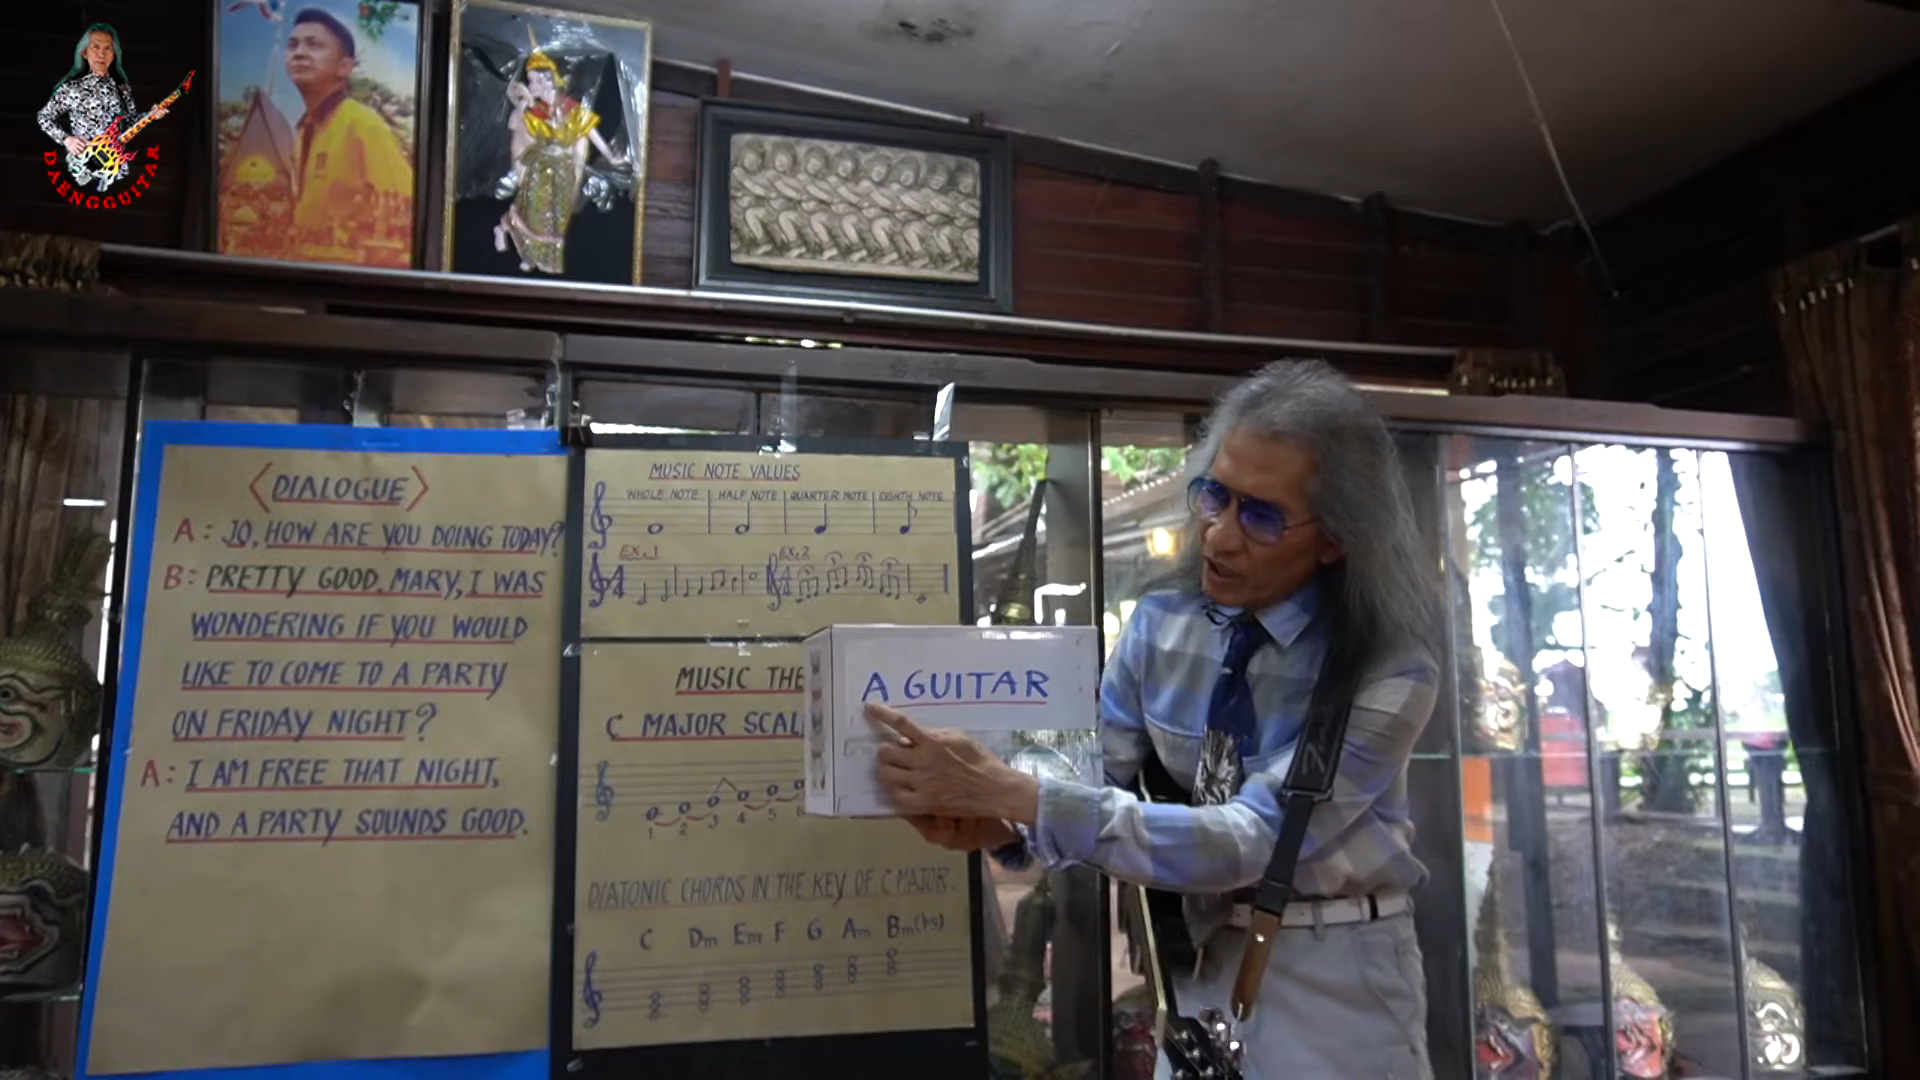 DAENGGUITAR
<DIALOGUE>
A: JO, HOW ARE YOU DOING TODAY?
B: PRETTY GOOD. MARY, I WAS
WONDERING IF YOU WOULD
LIKE TO COME TO A PARTY
ON FRIDAY NIGHT?
A: I AM FREE THAT NIGHT,
AND A PARTY SOUNDS GOOD.
MUSIC NOTE VALUES
WHOLE NOTE HALF NOTE QUARTER NOTE EIGHTH NOTE
EX.1 EX.2
MUSIC THE
C MAJOR SCAL
1 2 3 4 5
DIATONIC CHORDS IN THE KEY OF C MAJOR.
C Dm Em F G Am Bm(b5)
A GUITAR